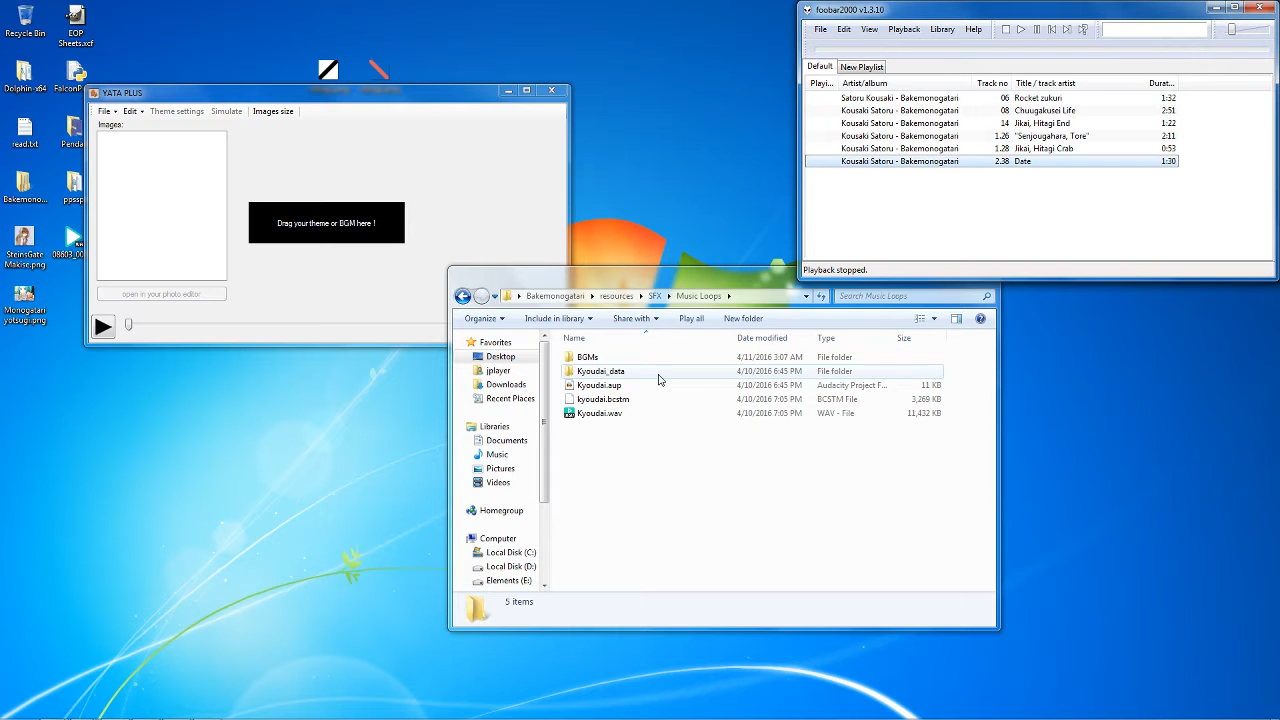 Recycle Bin
EOP
Sheets.xcf
Dolphin-x64
FalconP...
read.txt
Penda...
Bakemono...
ppssp...
SteinsGate
Makise.png
08603_00...
Monogatari
yotsugi.png
YATA PLUS
File Edit Theme settings Simulate Images size
Images:
Drag your theme or BGM here !
open in your photo editor
foobar2000 v1.3.10
File Edit View Playback Library Help
Default New Playlist
Playi... Artist/album Track no Title / track artist Durat...
Satoru Kousaki - Bakemonogatari 06 Rocket zukuri 1:32
Kousaki Satoru - Bakemonogatari 08 Chuugakusei Life 2:51
Kousaki Satoru - Bakemonogatari 14 Jikai, Hitagi End 1:22
Kousaki Satoru - Bakemonogatari 1.26 "Senjougahara, Tore" 2:11
Kousaki Satoru - Bakemonogatari 1.28 Jikai, Hitagi Crab 0:53
Kousaki Satoru - Bakemonogatari 2.38 Date 1:30
Playback stopped.
Bakemonogatari resources SFX Music Loops Search Music Loops
Organize Include in library Share with Play all New folder
Name Date modified Type Size
Favorites
Desktop
jplayer
Downloads
Recent Places
Libraries
Documents
Music
Pictures
Videos
Homegroup
Computer
Local Disk (C:)
Local Disk (D:)
Elements (E:)
BGMs 4/11/2016 3:07 AM File folder
Kyoudai_data 4/10/2016 6:45 PM File folder
Kyoudai.aup 4/10/2016 6:45 PM Audacity Project F... 11 KB
kyoudai.bcstm 4/10/2016 7:05 PM BCSTM File 3,269 KB
Kyoudai.wav 4/10/2016 7:05 PM WAV - File 11,432 KB
5 items